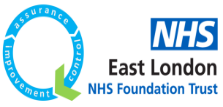 assurance
improvement
control
NHS
East London
NHS Foundation Trust